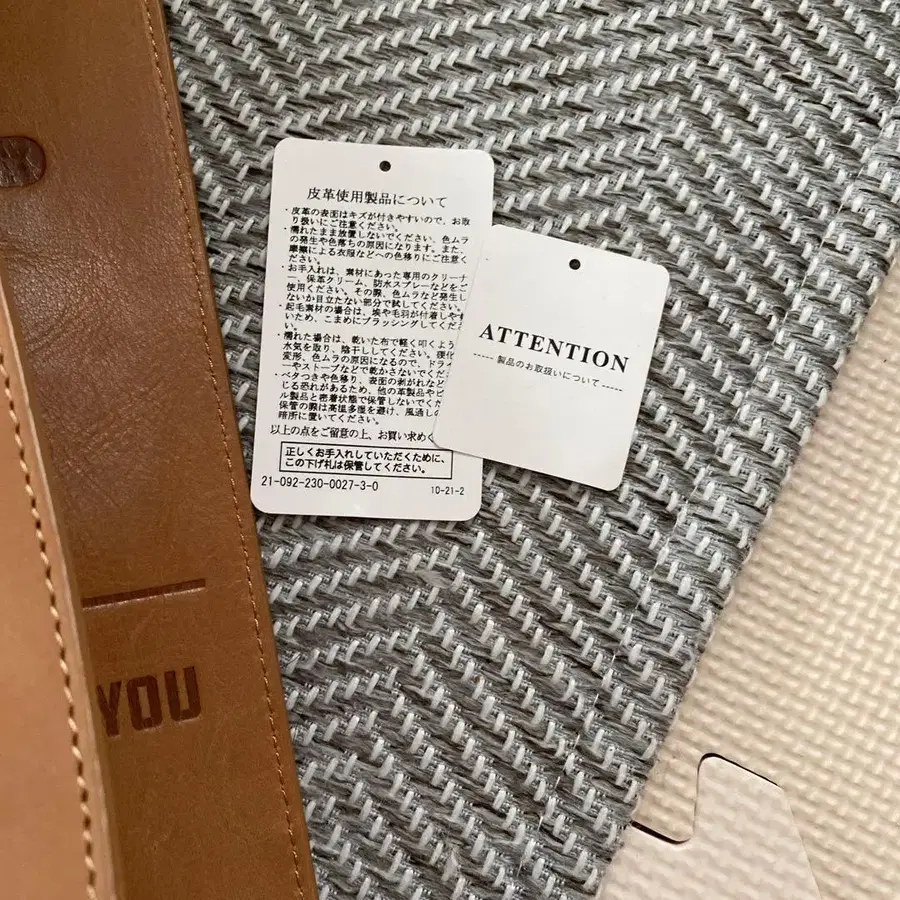 皮革使用製品について
・皮革の表面はキズが付きやすいので、お取
り扱いにご注意ください。
・濡れたまま放置しないでください、色ムラ
の発生や色落ちの原因になります。また、
摩擦による衣服などへの色移りにご注意く
ださい。
・お手入れは、素材にあった専用のクリーナ
ー、保革クリーム、防水スプレーなどをご
使用ください。その際、色ムラなど発生し
ないか目立たない部分で試してください。
・起毛素材の場合は、埃や毛羽が付着しやす
いため、こまめにブラッシングしてくださ
い。
・濡れた場合は、乾いた布で軽く叩くよう
水気を取り、陰干ししてください。硬化
変形、色ムラの原因になるので、ドライ
ーやストーブなどで乾かさないでくださ
・ベタつきや色移り、表面の剥がれなど
じる恐れがあるため、他の革製品やビ
ル製品と密着状態で保管しないでくだ
保管の際は高温多湿を避け、風通しの
暗所に置いてください。
以上の点をご留意の上、お買い求めく
正しくお手入れしていただくために、
この下げ札は保管してください。
21-092-230-0027-3-0 10-21-2
ATTENTION
----- 製品のお取扱いについて -----
YOU